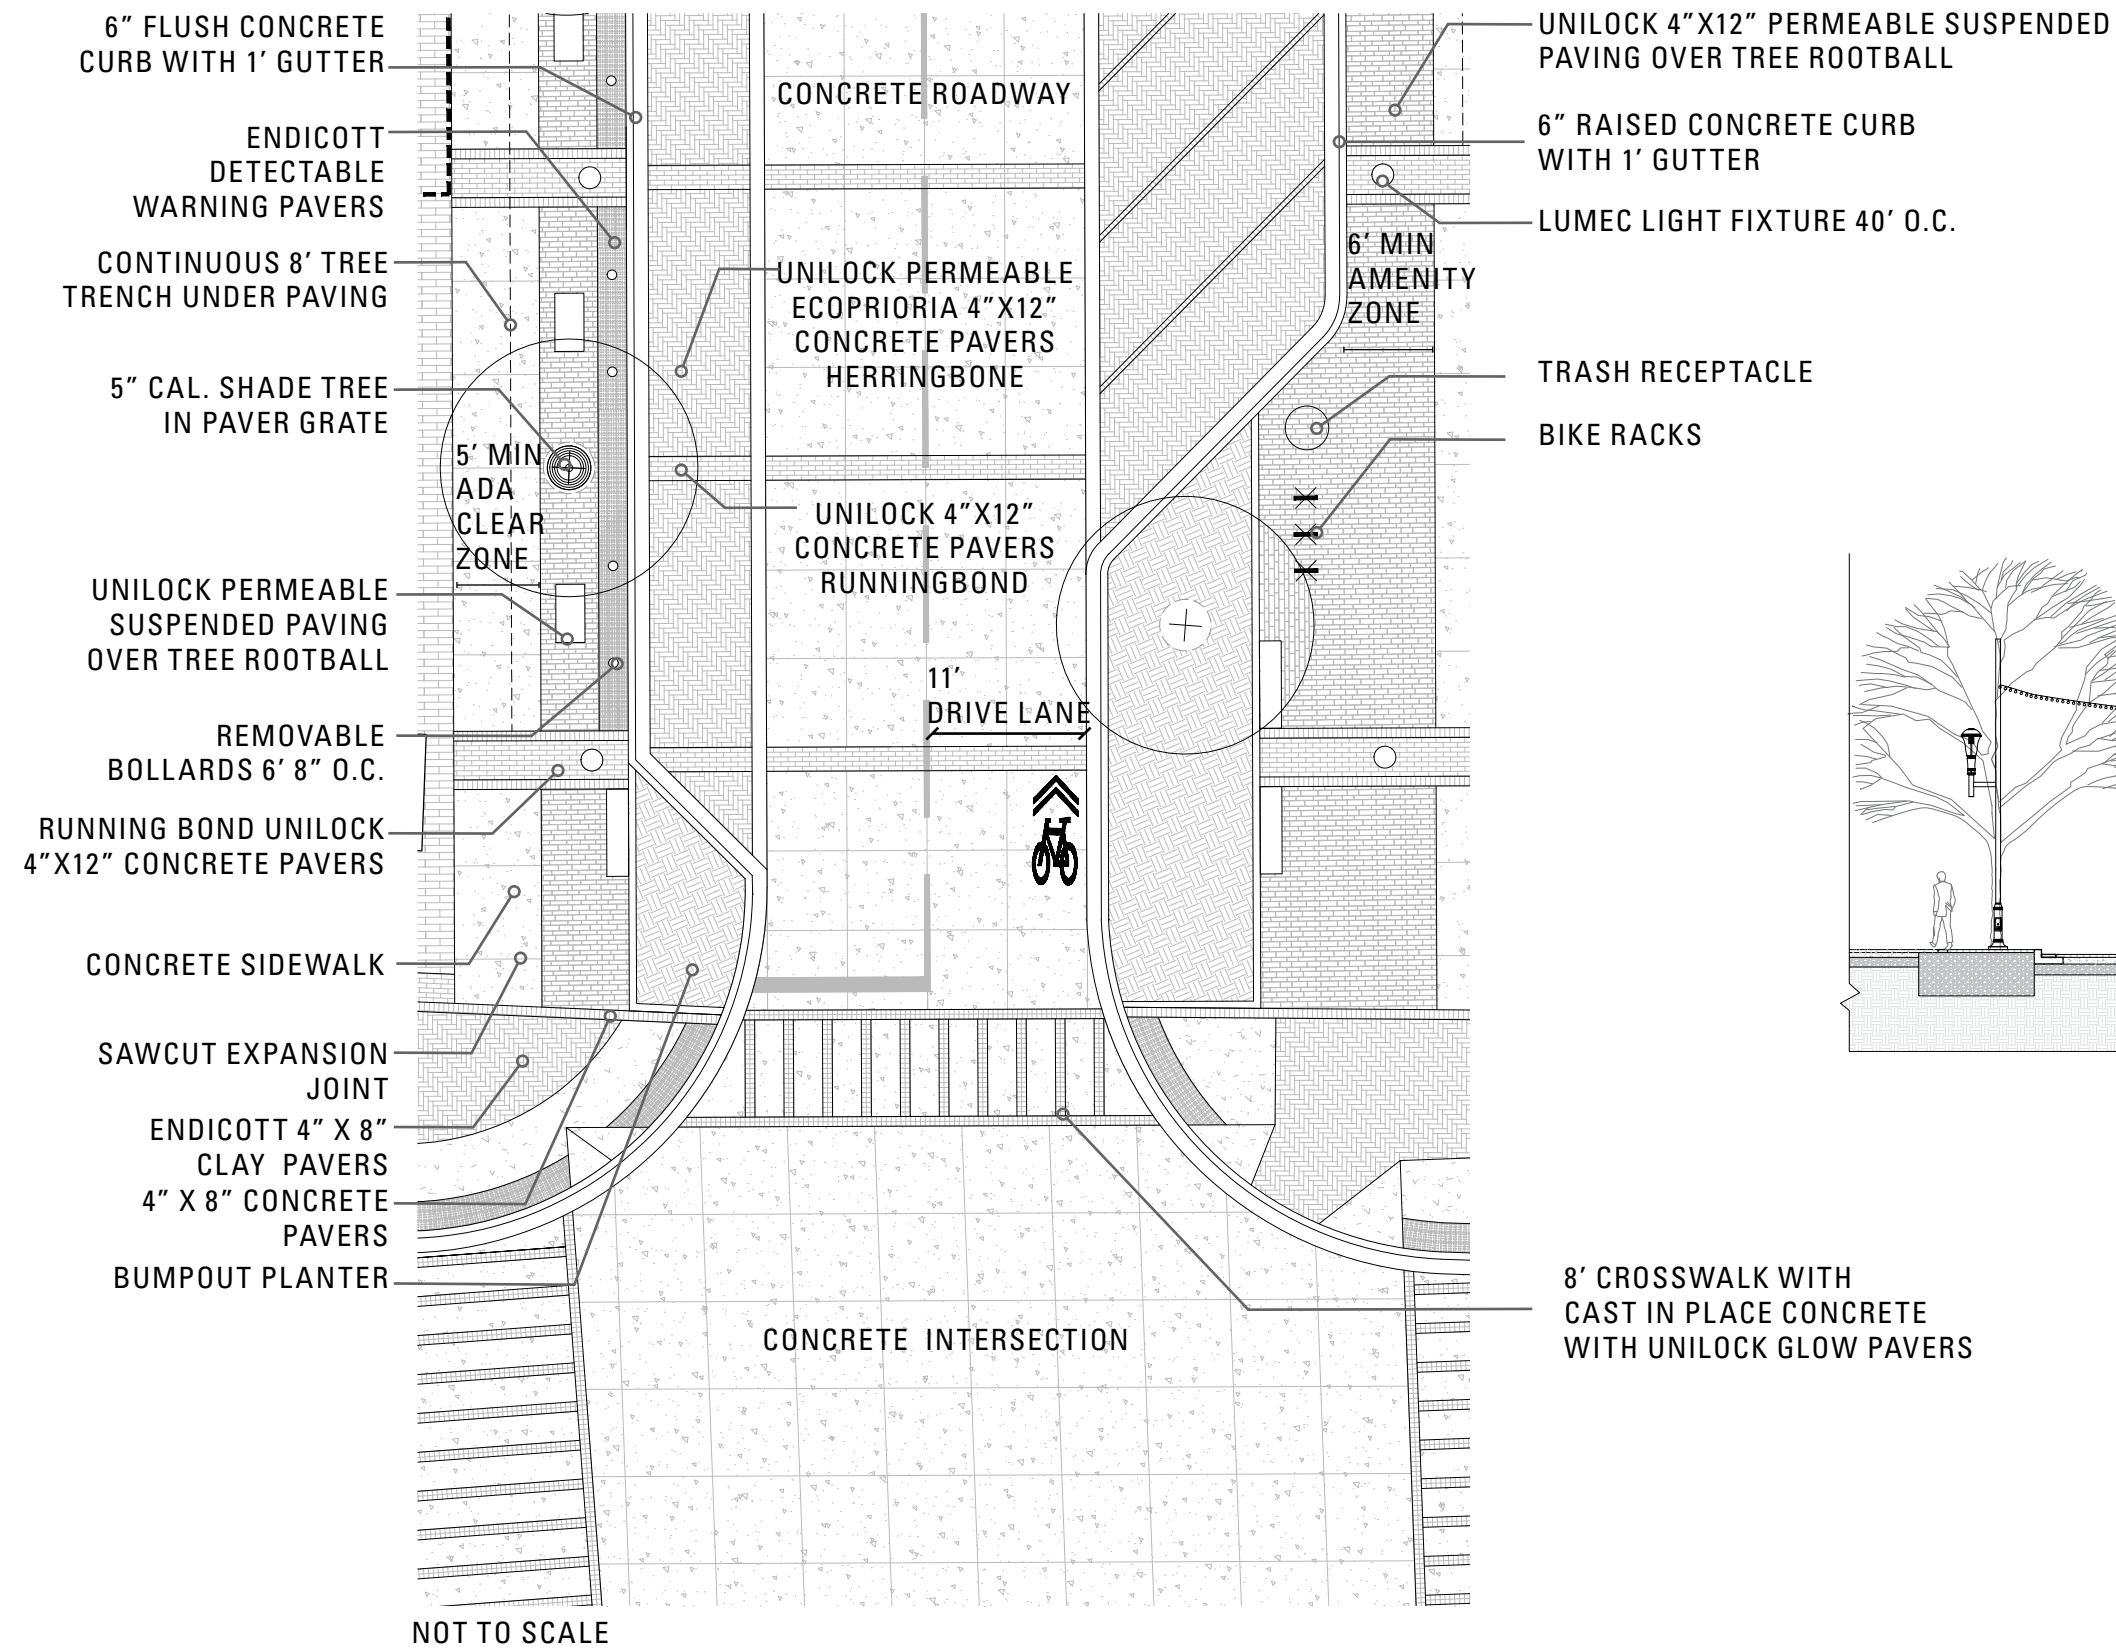 6” FLUSH CONCRETE
CURB WITH 1’ GUTTER
ENDICOTT
DETECTABLE
WARNING PAVERS
CONTINUOUS 8’ TREE
TRENCH UNDER PAVING
5” CAL. SHADE TREE
IN PAVER GRATE
5’ MIN
ADA
CLEAR
ZONE
UNILOCK PERMEABLE
SUSPENDED PAVING
OVER TREE ROOTBALL
REMOVABLE
BOLLARDS 6’ 8” O.C.
RUNNING BOND UNILOCK
4”X12” CONCRETE PAVERS
CONCRETE SIDEWALK
SAWCUT EXPANSION
JOINT
ENDICOTT 4” X 8”
CLAY PAVERS
4” X 8” CONCRETE
PAVERS
BUMPOUT PLANTER
CONCRETE ROADWAY
UNILOCK PERMEABLE
ECOPRIORIA 4”X12”
CONCRETE PAVERS
HERRINGBONE
UNILOCK 4”X12”
CONCRETE PAVERS
RUNNINGBOND
11’
DRIVE LANE
CONCRETE INTERSECTION
UNILOCK 4”X12” PERMEABLE SUSPENDED
PAVING OVER TREE ROOTBALL
6” RAISED CONCRETE CURB
WITH 1’ GUTTER
LUMEC LIGHT FIXTURE 40’ O.C.
6’ MIN
AMENITY
ZONE
TRASH RECEPTACLE
BIKE RACKS
8’ CROSSWALK WITH
CAST IN PLACE CONCRETE
WITH UNILOCK GLOW PAVERS
NOT TO SCALE